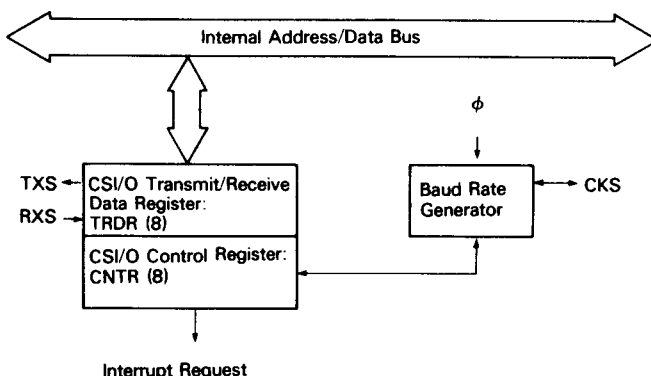 Internal Address/Data Bus
φ
TXS
RXS
CSI/O Transmit/Receive
Data Register:
TRDR (8)
CSI/O Control Register:
CNTR (8)
Baud Rate
Generator
CKS
Interrupt Request